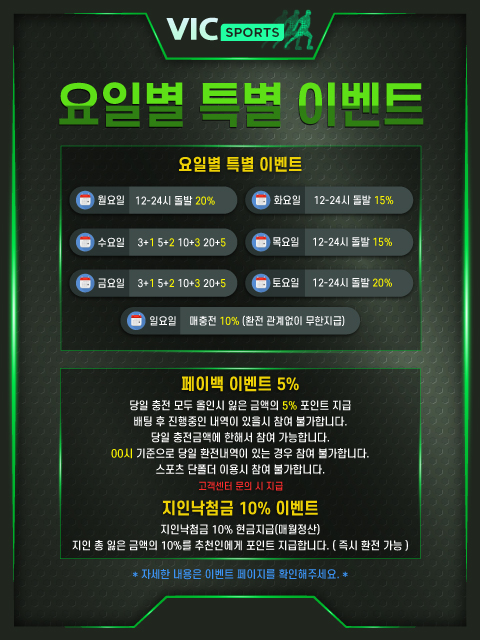 VIC SPORTS
요일별 특별 이벤트
요일별 특별 이벤트
월요일 12-24시 돌발 20%
화요일 12-24시 돌발 15%
수요일 3+1 5+2 10+3 20+5
목요일 12-24시 돌발 15%
금요일 3+1 5+2 10+3 20+5
토요일 12-24시 돌발 20%
일요일 매충전 10% (환전 관계없이 무한지급)
페이백 이벤트 5%
당일 충전 모두 올인시 잃은 금액의 5% 포인트 지급
배팅 후 진행중인 내역이 있을시 참여 불가합니다.
당일 충전금액에 한해서 참여 가능합니다.
00시 기준으로 당일 환전내역이 있는 경우 참여 불가합니다.
스포츠 단폴더 이용시 참여 불가합니다.
고객센터 문의 시 지급
지인낙첨금 10% 이벤트
지인낙첨금 10% 현금지급(매월정산)
지인 총 잃은 금액의 10%를 추천인에게 포인트 지급합니다. ( 즉시 환전 가능 )
* 자세한 내용은 이벤트 페이지를 확인해주세요. *